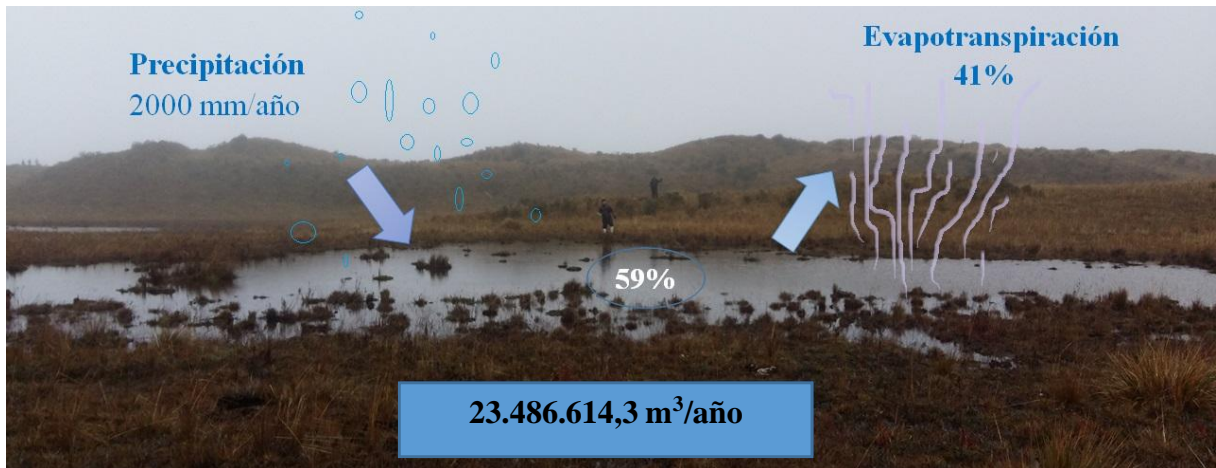 Precipitación
2000 mm/año
Evapotranspiración
41%
59%
23.486.614,3 m³/año